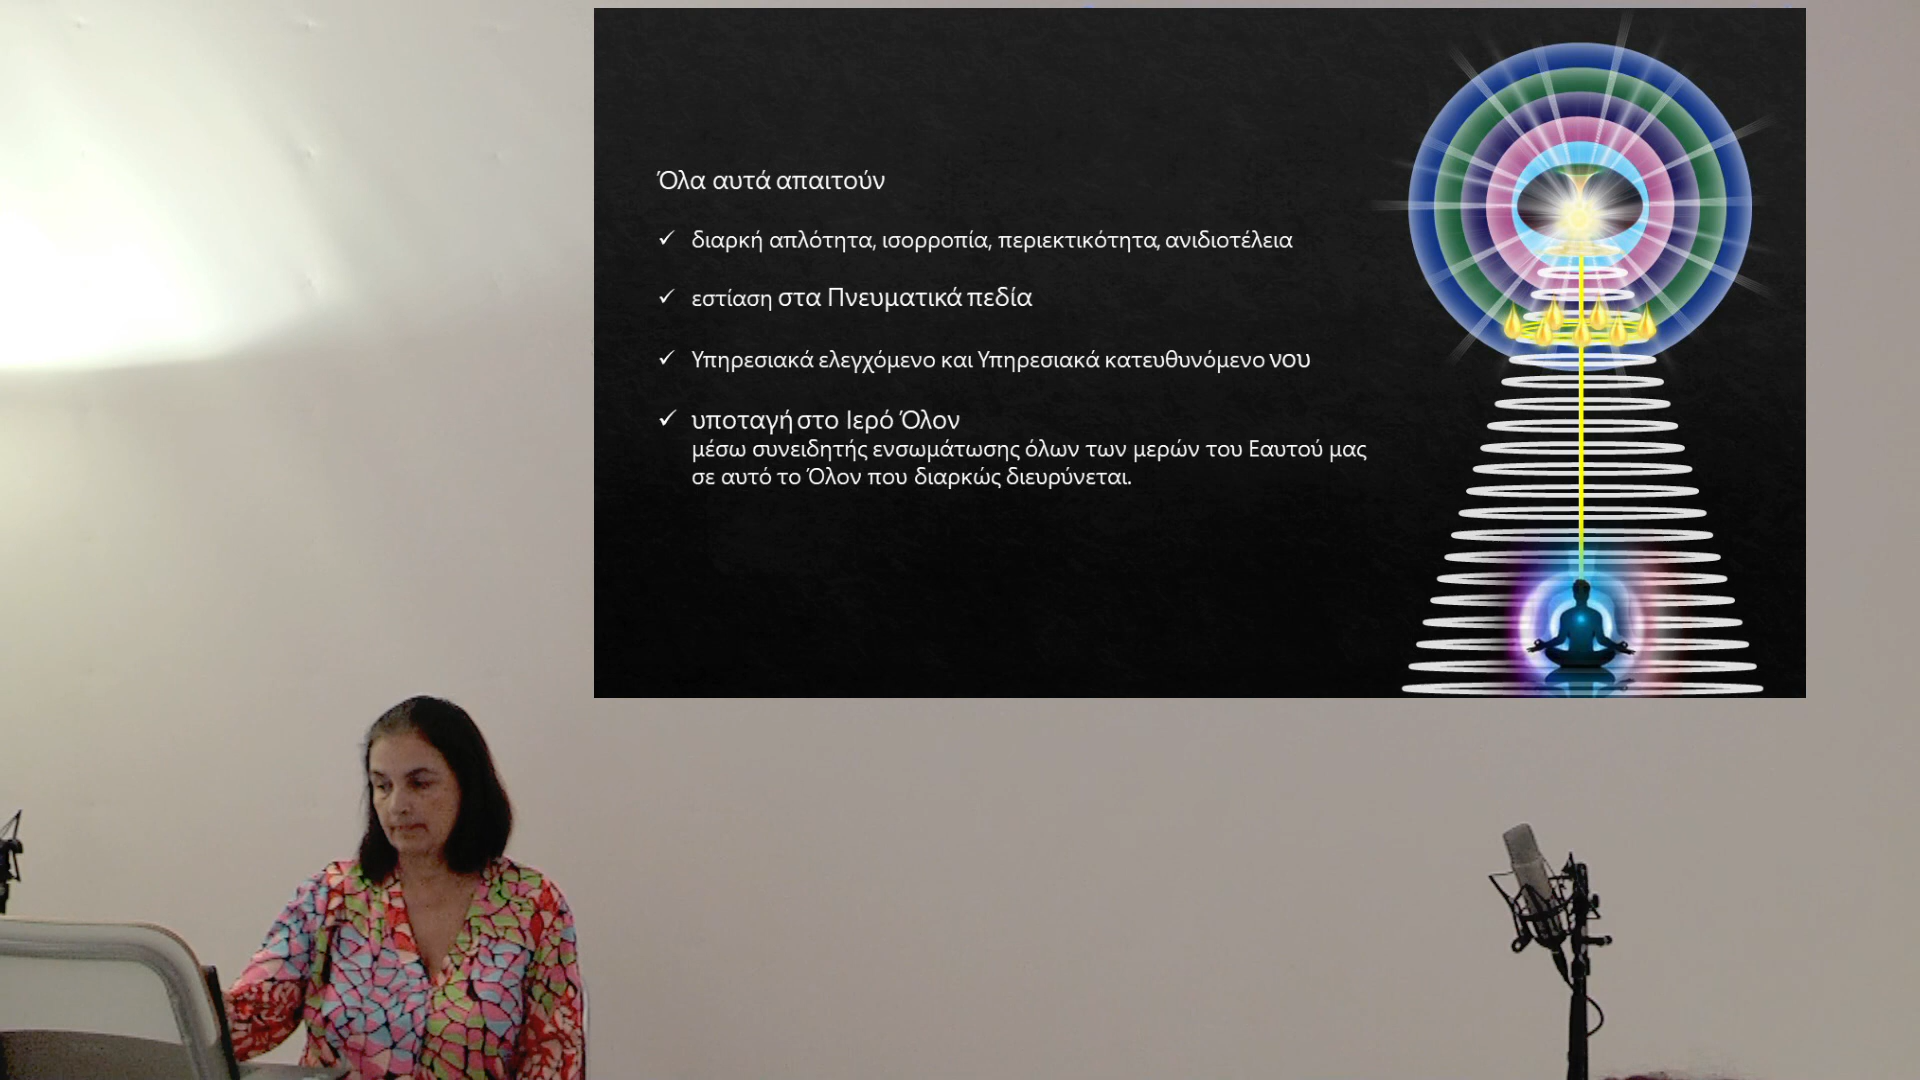 Όλα αυτά απαιτούν
✓ διαρκή απλότητα, ισορροπία, περιεκτικότητα, ανιδιοτέλεια
✓ εστίαση στα Πνευματικά πεδία
✓ Υπηρεσιακά ελεγχόμενο και Υπηρεσιακά κατευθυνόμενο νου
✓ υποταγή στο Ιερό Όλον
μέσω συνειδητής ενσωμάτωσης όλων των μερών του Εαυτού μας
σε αυτό το Όλον που διαρκώς διευρύνεται.